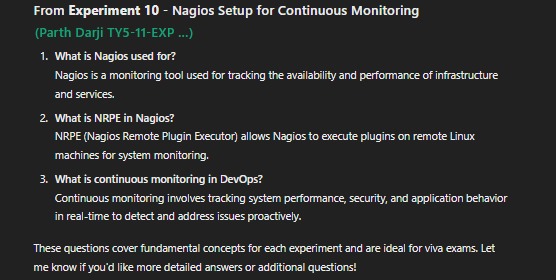 From Experiment 10 - Nagios Setup for Continuous Monitoring
(Parth Darji TY5-11-EXP ...)
1. What is Nagios used for?
Nagios is a monitoring tool used for tracking the availability and performance of infrastructure
and services.
2. What is NRPE in Nagios?
NRPE (Nagios Remote Plugin Executor) allows Nagios to execute plugins on remote Linux
machines for system monitoring.
3. What is continuous monitoring in DevOps?
Continuous monitoring involves tracking system performance, security, and application behavior
in real-time to detect and address issues proactively.
These questions cover fundamental concepts for each experiment and are ideal for viva exams. Let
me know if you'd like more detailed answers or additional questions!